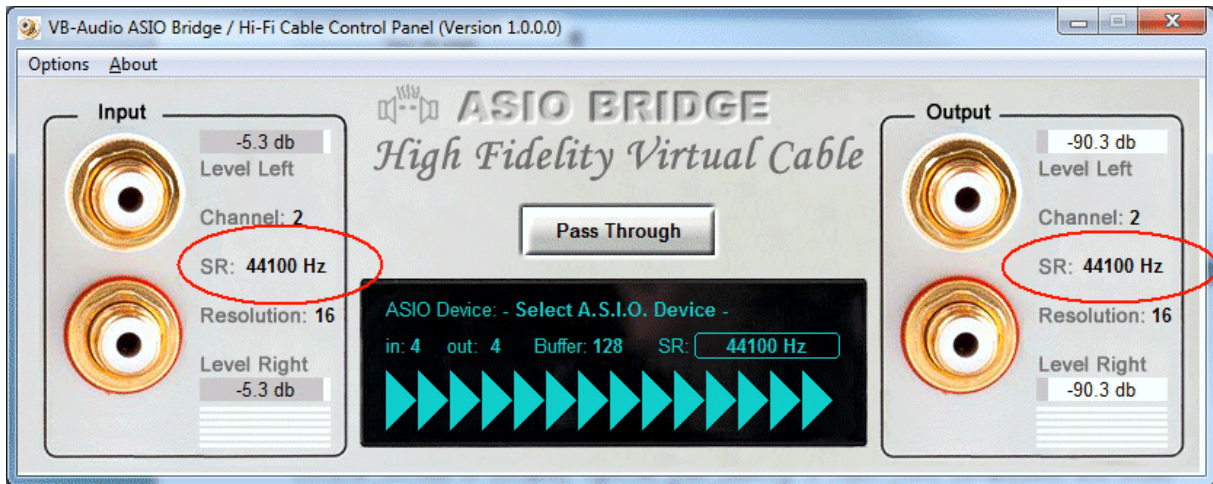 VB-Audio ASIO Bridge / Hi-Fi Cable Control Panel (Version 1.0.0.0)
Options About
Input
-5.3 db
Level Left
Channel: 2
SR: 44100 Hz
Resolution: 16
Level Right
-5.3 db
ASIO BRIDGE
High Fidelity Virtual Cable
Pass Through
ASIO Device: - Select A.S.I.O. Device -
in: 4 out: 4 Buffer: 128 SR: 44100 Hz
Output
-90.3 db
Level Left
Channel: 2
SR: 44100 Hz
Resolution: 16
Level Right
-90.3 db